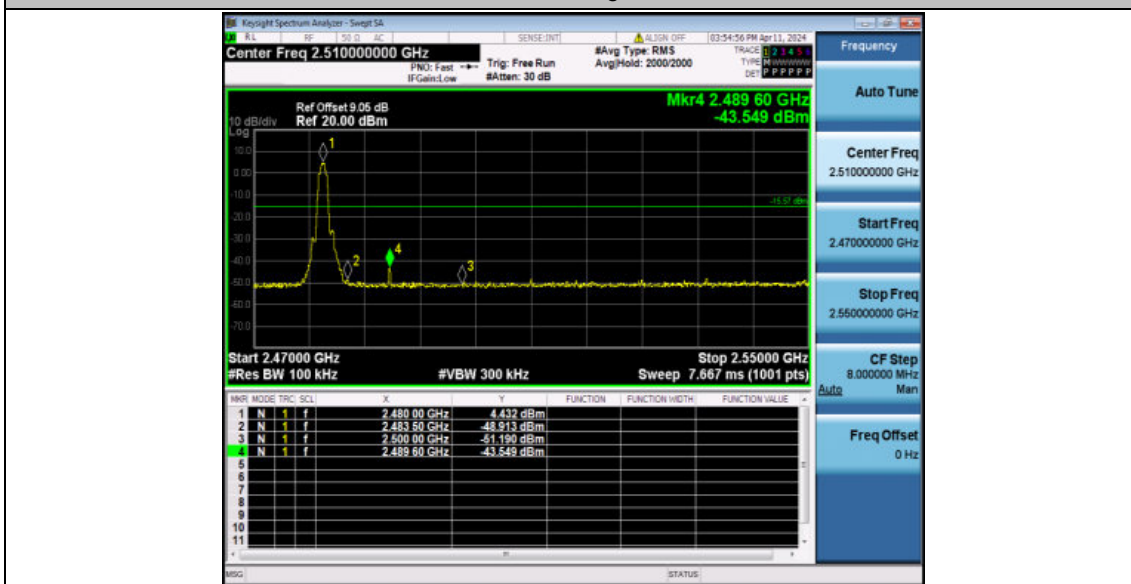 Keysight Spectrum Analyzer - Swept SA
RL RF 50 Ω AC SENSE:INT ALIGN OFF 03:54:56 PM Apr 11, 2024
Center Freq 2.510000000 GHz
PNO: Fast
IFGain:Low
Trig: Free Run
#Atten: 30 dB
#Avg Type: RMS
Avg|Hold: 2000/2000
TRACE 1 2 3 4 5 6
TYPE M WWWWW
DET P P P P P P
Frequency
Auto Tune
Center Freq
2.510000000 GHz
Start Freq
2.470000000 GHz
Stop Freq
2.550000000 GHz
CF Step
8.000000 MHz
Auto Man
Freq Offset
0 Hz
Mkr4 2.489 60 GHz
-43.549 dBm
Ref Offset 9.05 dB
10 dB/div Ref 20.00 dBm
Log
10.0
0.00
-10.0
-20.0
-30.0
-40.0
-50.0
-60.0
-70.0
-15.57 dBm
1
2
4
3
Start 2.47000 GHz Stop 2.55000 GHz
#Res BW 100 kHz #VBW 300 kHz Sweep 7.667 ms (1001 pts)
MKR MODE TRC SCL X Y FUNCTION FUNCTION WIDTH FUNCTION VALUE
1 N 1 f 2.480 00 GHz 4.432 dBm
2 N 1 f 2.483 50 GHz -48.913 dBm
3 N 1 f 2.500 00 GHz -51.190 dBm
4 N 1 f 2.489 60 GHz -43.549 dBm
5
6
7
8
9
10
11
MSG STATUS